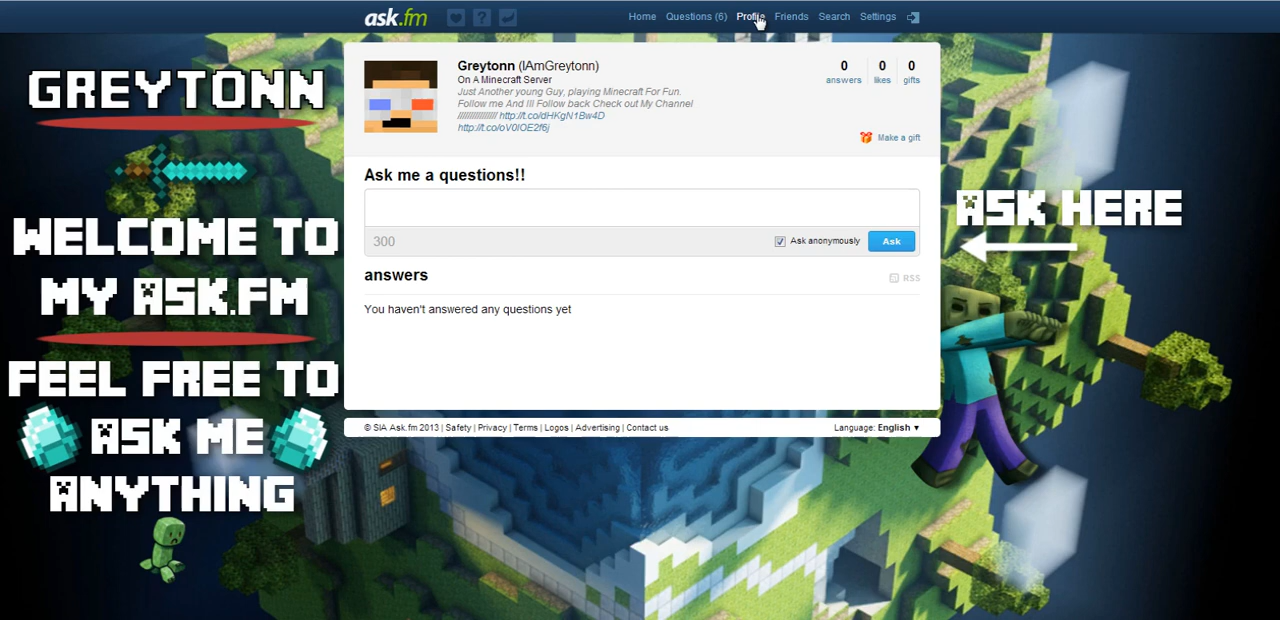 ask.fm
Home Questions (6) Profile Friends Search Settings
GREYTONN
WELCOME TO
MY ASK.FM
FEEL FREE TO
ASK ME
ANYTHING
Greytonn (IAmGreytonn)
On A Minecraft Server
Just Another young Guy, playing Minecraft For Fun.
Follow me And Ill Follow back Check out My Channel
//////////////// http://t.co/dHKgN1Bw4D
http://t.co/oV0IOE2f6j
0 0 0
answers likes gifts
Make a gift
Ask me a questions!!
300
Ask anonymously Ask
answers RSS
You haven't answered any questions yet
© SIA Ask.fm 2013 | Safety | Privacy | Terms | Logos | Advertising | Contact us
Language: English ▼
ASK HERE